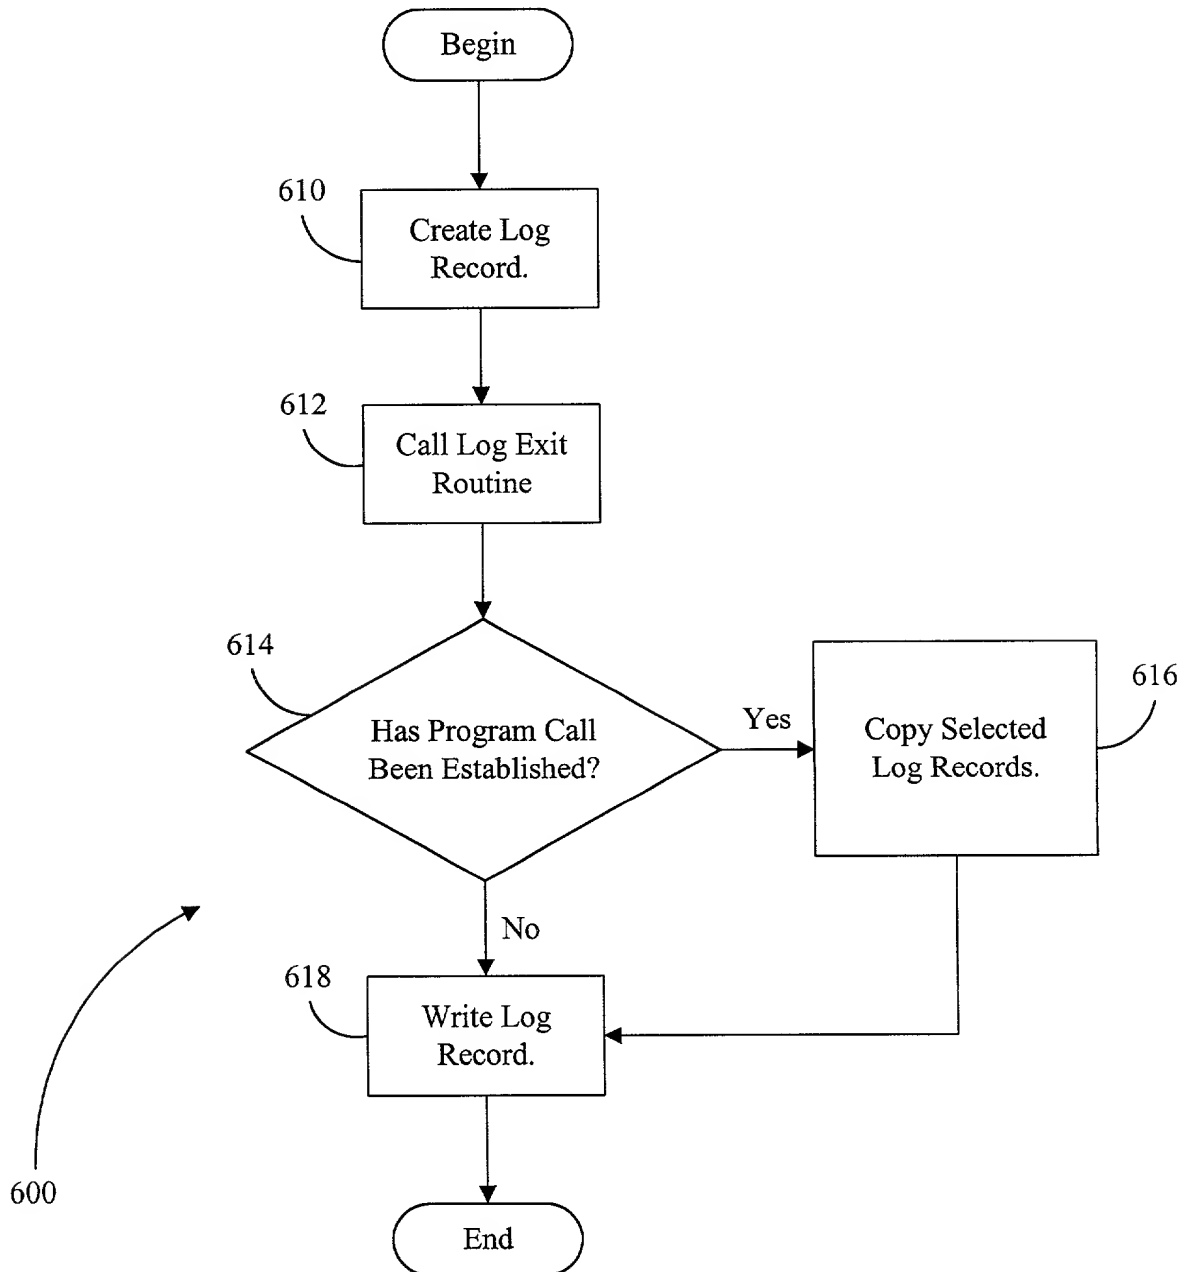 Begin
610
Create Log
Record.
612
Call Log Exit
Routine
614
Has Program Call
Been Established?
Yes
616
Copy Selected
Log Records.
No
618
Write Log
Record.
600
End